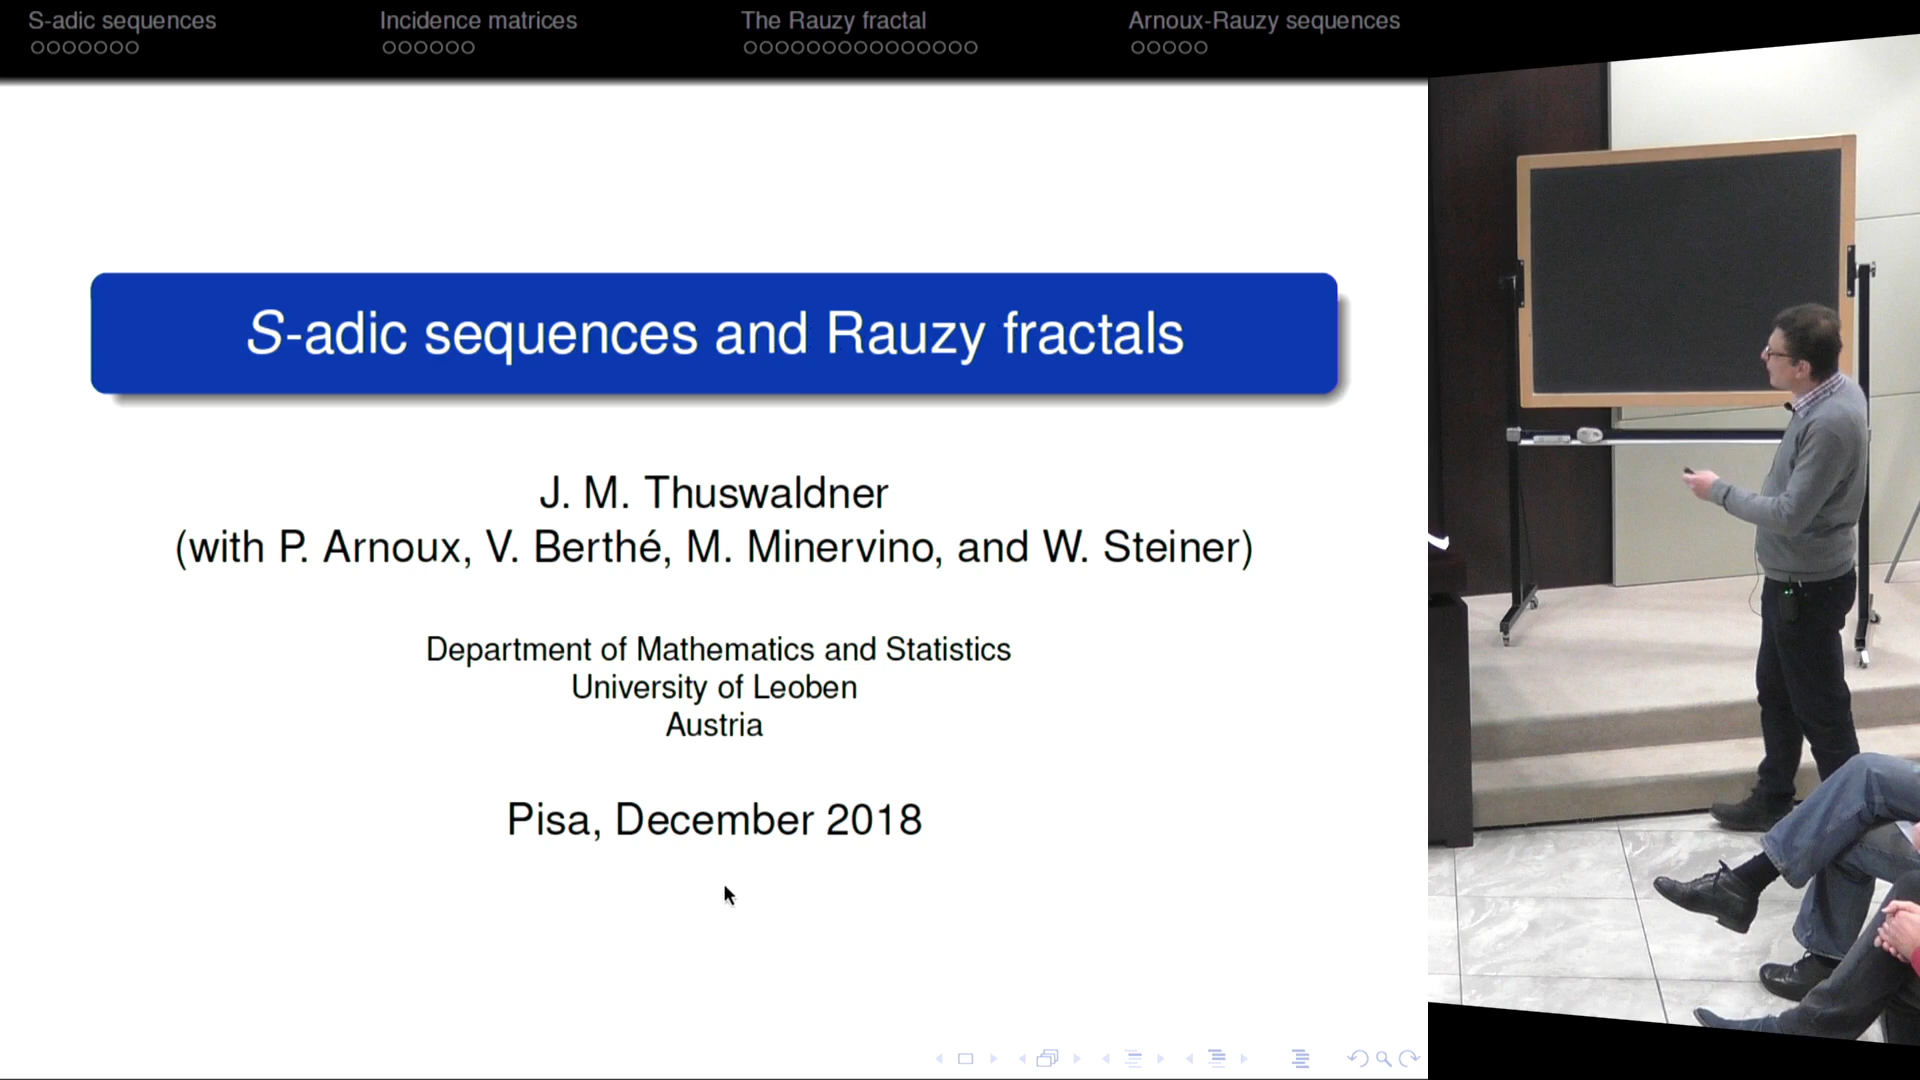 S-adic sequences
Incidence matrices
The Rauzy fractal
Arnoux-Rauzy sequences
S-adic sequences and Rauzy fractals
J. M. Thuswaldner
(with P. Arnoux, V. Berthé, M. Minervino, and W. Steiner)
Department of Mathematics and Statistics
University of Leoben
Austria
Pisa, December 2018